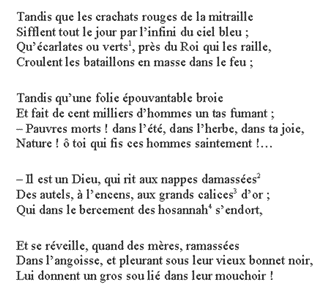 Tandis que les crachats rouges de la mitraille
Sifflent tout le jour par l'infini du ciel bleu ;
Qu'écarlates ou verts¹, près du Roi qui les raille,
Croulent les bataillons en masse dans le feu ;

Tandis qu'une folie épouvantable broie
Et fait de cent milliers d'hommes un tas fumant ;
– Pauvres morts ! dans l'été, dans l'herbe, dans ta joie,
Nature ! ô toi qui fis ces hommes saintement !…

– Il est un Dieu, qui rit aux nappes damassées²
Des autels, à l'encens, aux grands calices³ d'or ;
Qui dans le bercement des hosannah⁴ s'endort,

Et se réveille, quand des mères, ramassées
Dans l'angoisse, et pleurant sous leur vieux bonnet noir,
Lui donnent un gros sou lié dans leur mouchoir !